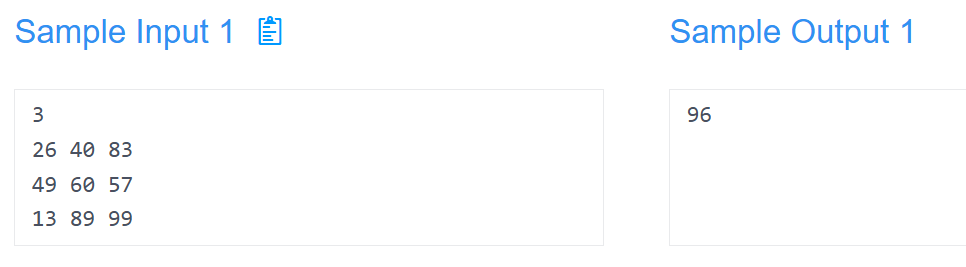 Sample Input 1
3
26 40 83
49 60 57
13 89 99
Sample Output 1
96